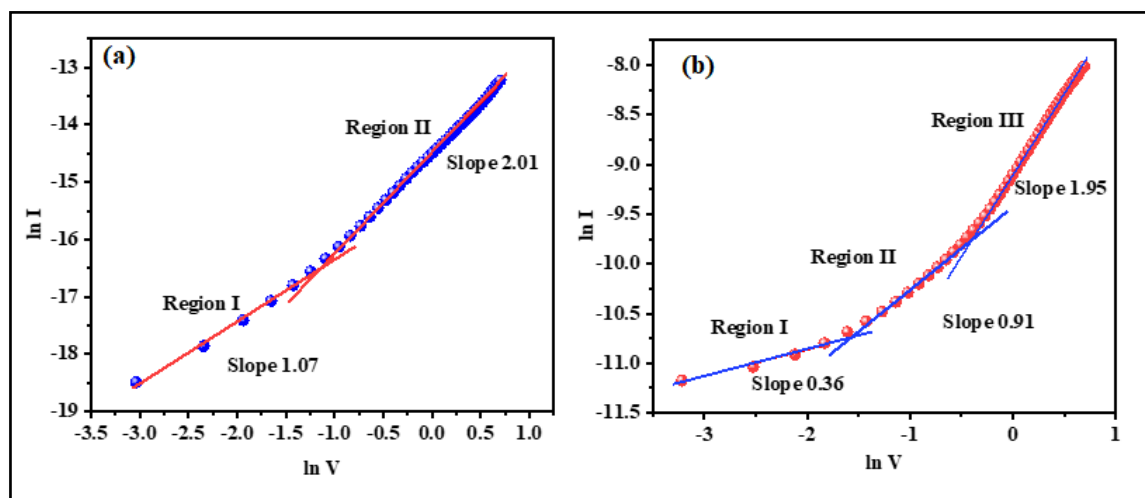 (a)
-13
-14
-15
-16
-17
-18
-19
ln I
Region II
Slope 2.01
Region I
Slope 1.07
-3.5 -3.0 -2.5 -2.0 -1.5 -1.0 -0.5 0.0 0.5 1.0
ln V
(b)
-8.0
-8.5
-9.0
-9.5
-10.0
-10.5
-11.0
-11.5
ln I
Region III
Slope 1.95
Region II
Slope 0.91
Region I
Slope 0.36
-3 -2 -1 0 1
ln V